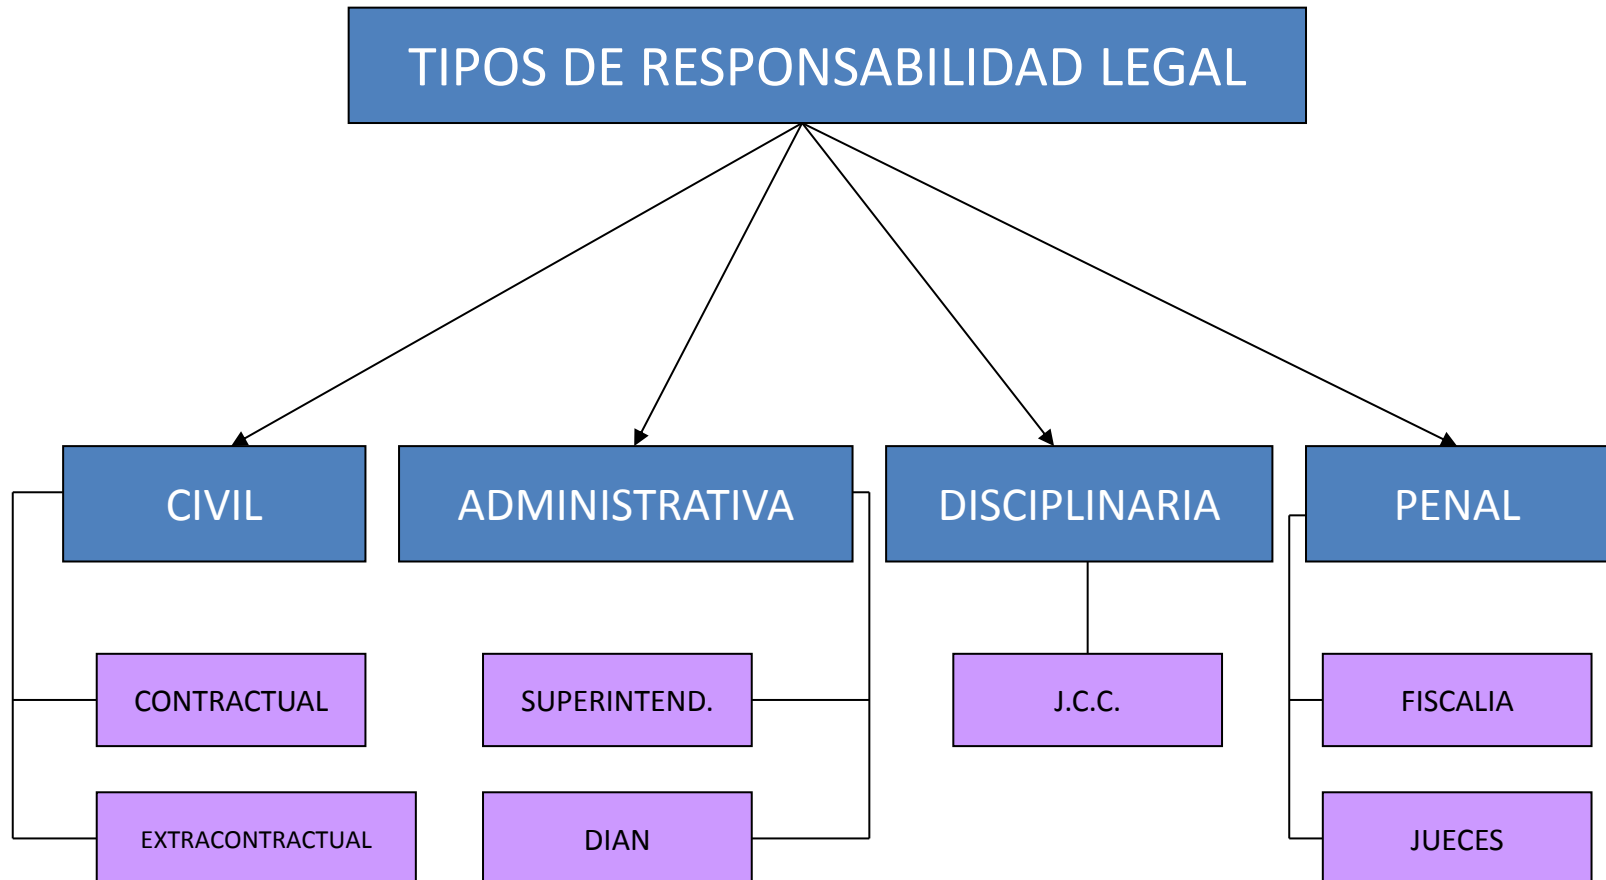 TIPOS DE RESPONSABILIDAD LEGAL
CIVIL
ADMINISTRATIVA
DISCIPLINARIA
PENAL
CONTRACTUAL
SUPERINTEND.
J.C.C.
FISCALIA
EXTRACONTRACTUAL
DIAN
JUECES